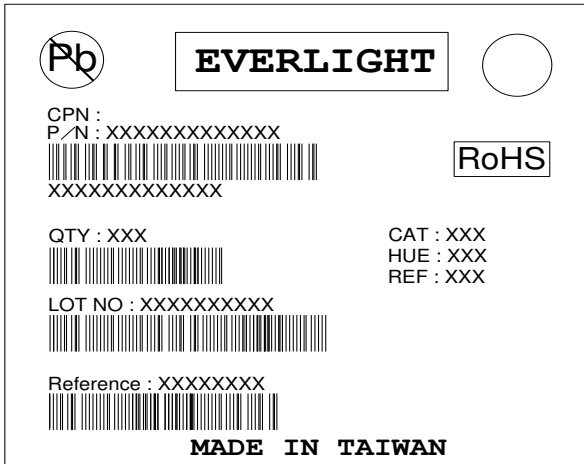 Pb
EVERLIGHT
CPN :
P/N : XXXXXXXXXXXXX
RoHS
XXXXXXXXXXXXX
QTY : XXX
CAT : XXX
HUE : XXX
REF : XXX
LOT NO : XXXXXXXXXX
Reference : XXXXXXXX
MADE IN TAIWAN